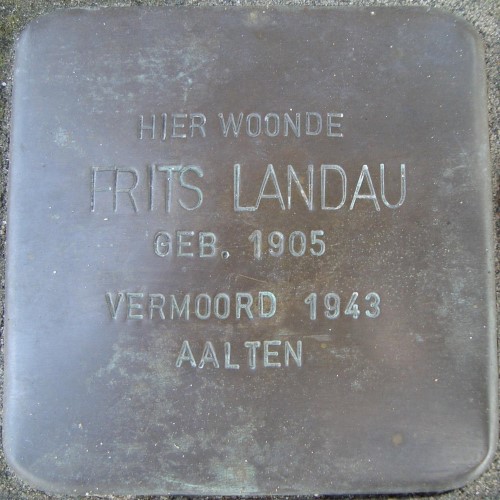 HIER WOONDE
FRITS LANDAU
GEB. 1905
VERMOORD 1943
AALTEN